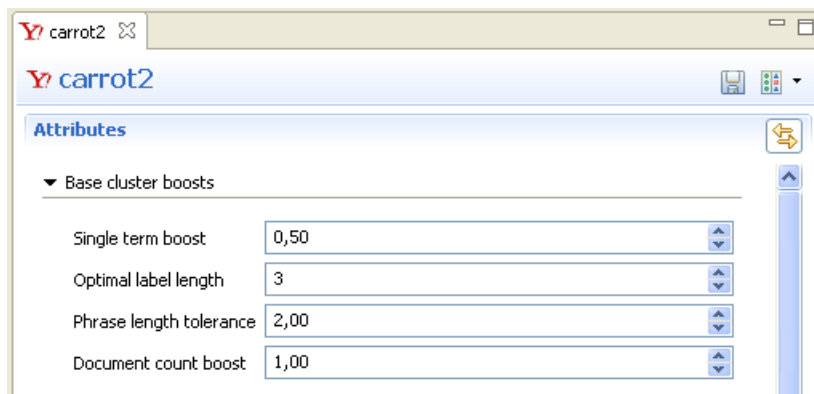 Y! carrot2
Y! carrot2
Attributes
Base cluster boosts
Single term boost 0,50
Optimal label length 3
Phrase length tolerance 2,00
Document count boost 1,00